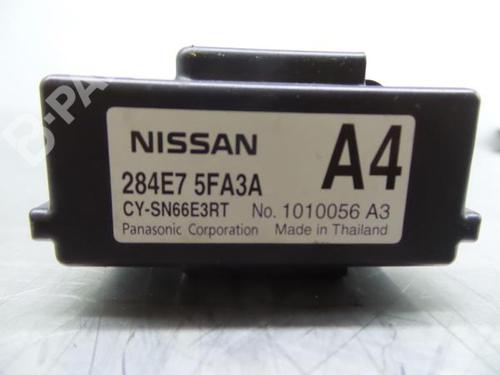 NISSAN A4
284E7 5FA3A
CY-SN66E3RT No. 1010056 A3
Panasonic Corporation Made in Thailand